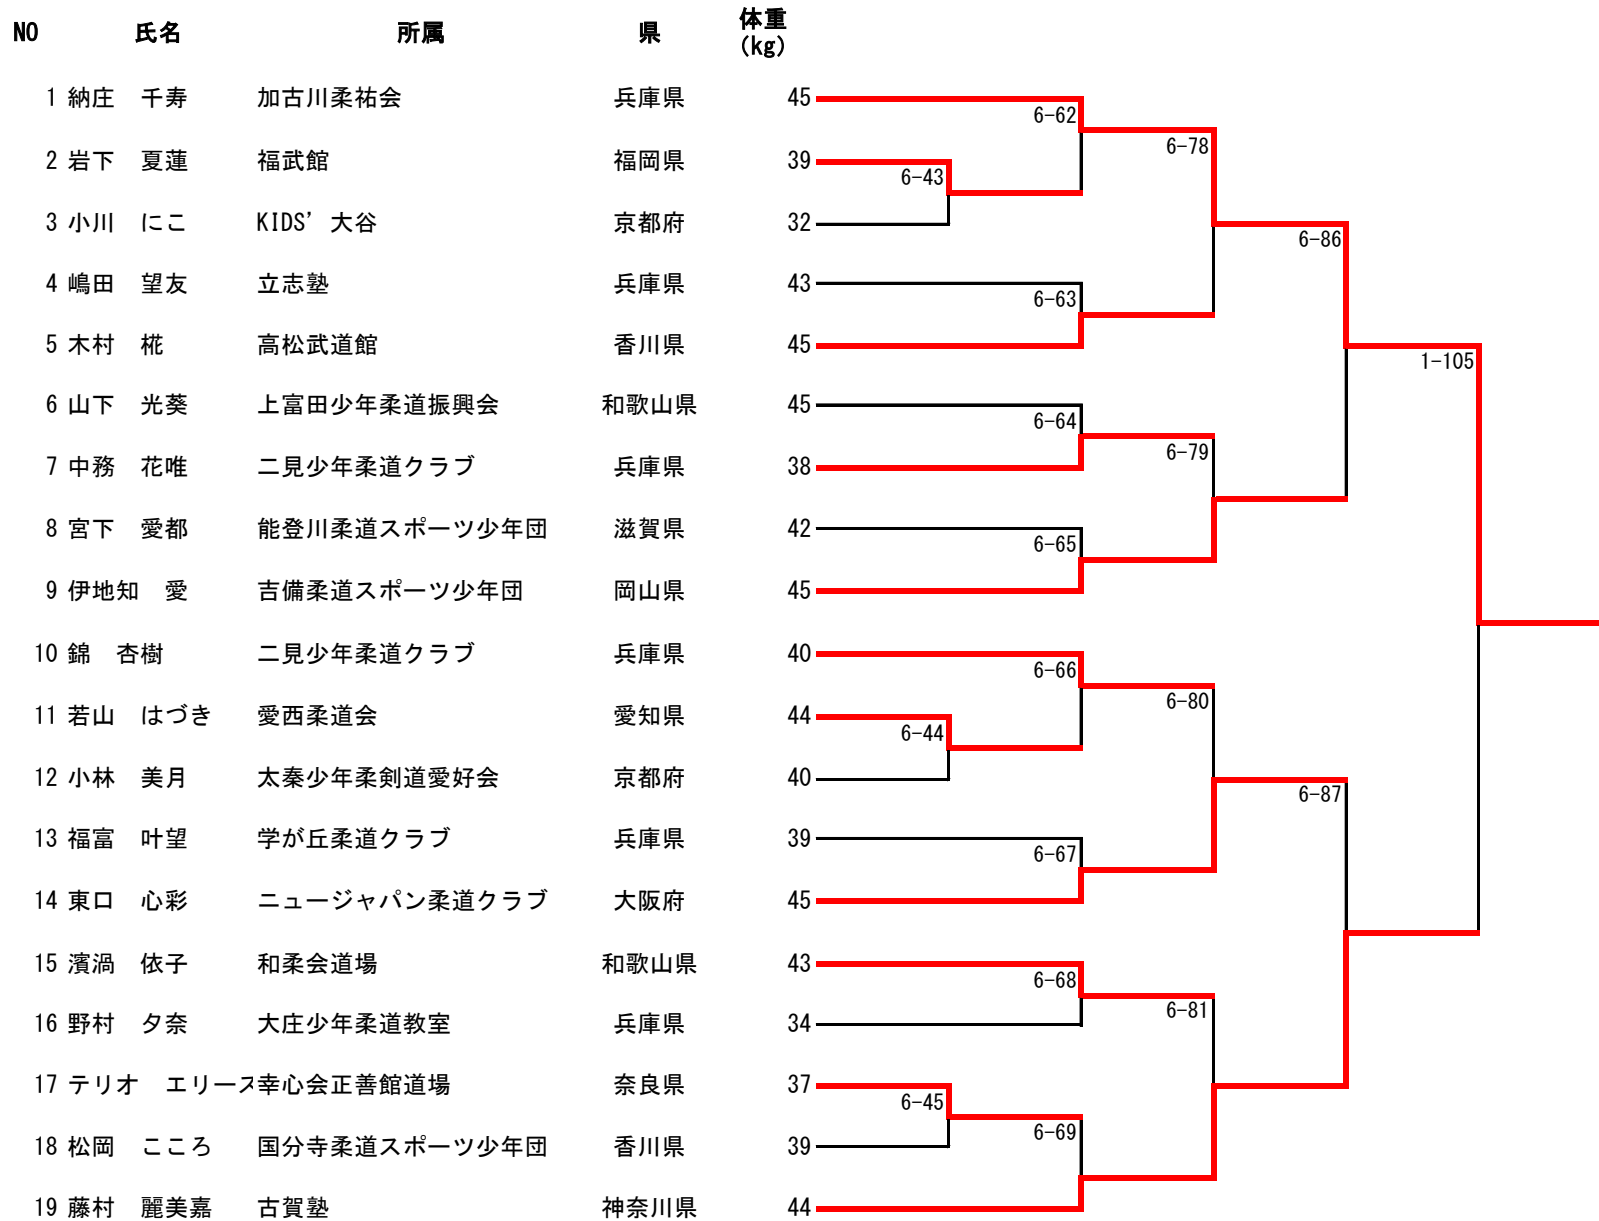 NO 氏名 所属 県 体重(kg)
1 納庄 千寿 加古川柔祐会 兵庫県 45
6-62
6-78
2 岩下 夏蓮 福武館 福岡県 39
6-43
3 小川 にこ KIDS’大谷 京都府 32
6-86
4 嶋田 望友 立志塾 兵庫県 43
6-63
5 木村 椛 高松武道館 香川県 45
1-105
6 山下 光葵 上富田少年柔道振興会 和歌山県 45
6-64
7 中務 花唯 二見少年柔道クラブ 兵庫県 38
6-79
8 宮下 愛都 能登川柔道スポーツ少年団 滋賀県 42
6-65
9 伊地知 愛 吉備柔道スポーツ少年団 岡山県 45
10 錦 杏樹 二見少年柔道クラブ 兵庫県 40
6-66
6-80
11 若山 はづき 愛西柔道会 愛知県 44
6-44
12 小林 美月 太秦少年柔剣道愛好会 京都府 40
6-87
13 福富 叶望 学が丘柔道クラブ 兵庫県 39
6-67
14 東口 心彩 ニュージャパン柔道クラブ 大阪府 45
15 濱渦 依子 和柔会道場 和歌山県 43
6-68
6-81
16 野村 夕奈 大庄少年柔道教室 兵庫県 34
17 テリオ エリース 幸心会正善館道場 奈良県 37
6-45
6-69
18 松岡 こころ 国分寺柔道スポーツ少年団 香川県 39
19 藤村 麗美嘉 古賀塾 神奈川県 44